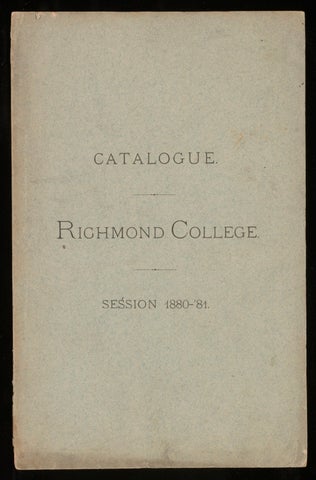 CATALOGUE.
RICHMOND COLLEGE.
SESSION 1880-'81.